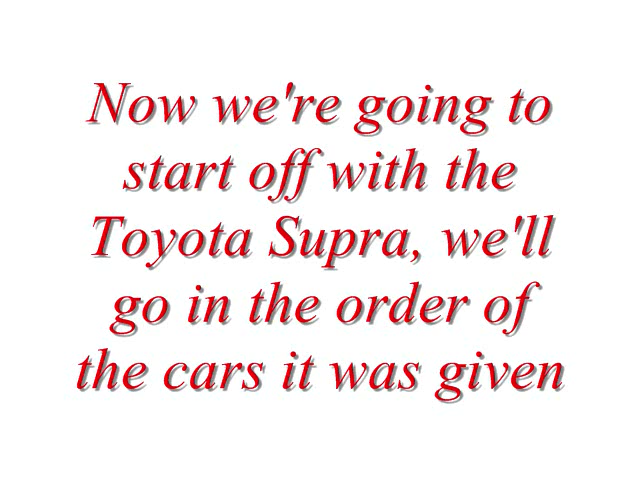 Now we're going to
start off with the
Toyota Supra, we'll
go in the order of
the cars it was given